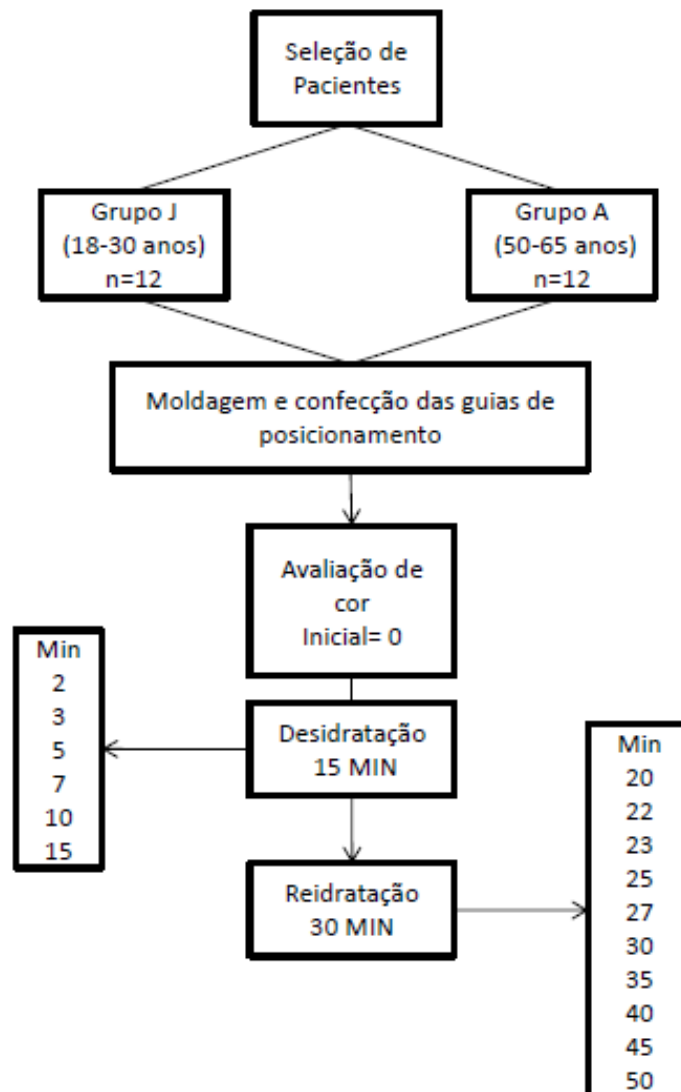 Seleção de
Pacientes
Grupo J
(18-30 anos)
n=12
Grupo A
(50-65 anos)
n=12
Moldagem e confecção das guias de
posicionamento
Avaliação de
cor
Inicial= 0
Min
2
3
5
7
10
15
Desidratação
15 MIN
Reidratação
30 MIN
Min
20
22
23
25
27
30
35
40
45
50